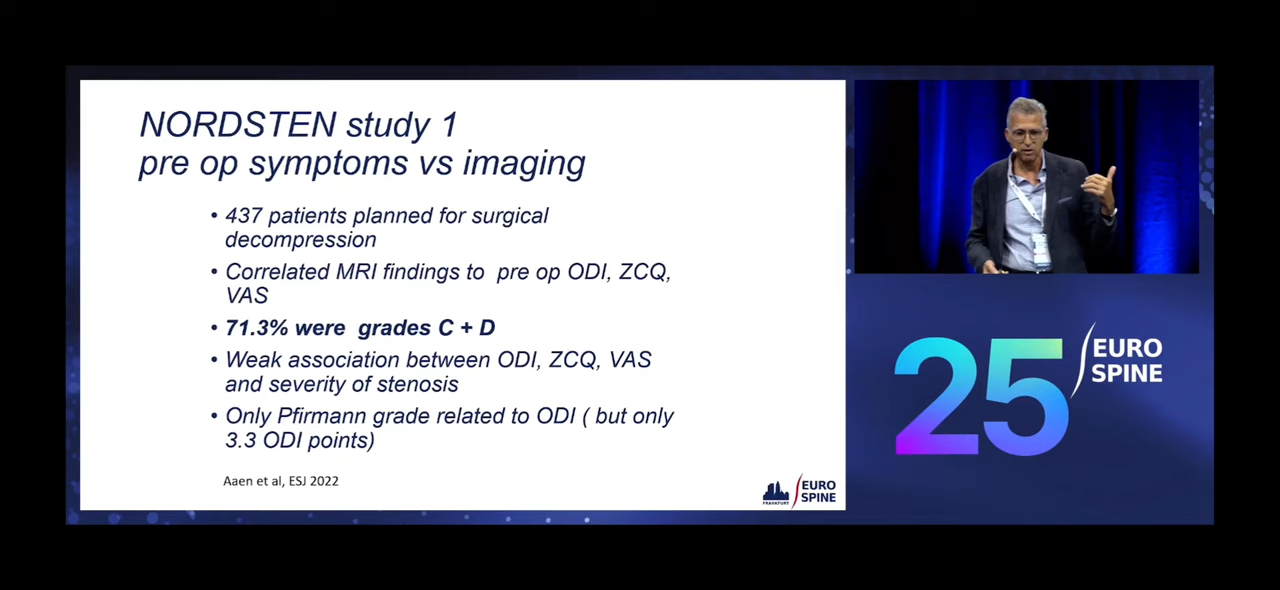 NORDSTEN study 1
pre op symptoms vs imaging
• 437 patients planned for surgical
decompression
• Correlated MRI findings to pre op ODI, ZCQ,
VAS
• 71.3% were grades C + D
• Weak association between ODI, ZCQ, VAS
and severity of stenosis
• Only Pfirmann grade related to ODI ( but only
3.3 ODI points)
Aaen et al, ESJ 2022
FRANKFURT
EURO
SPINE
25
EURO
SPINE